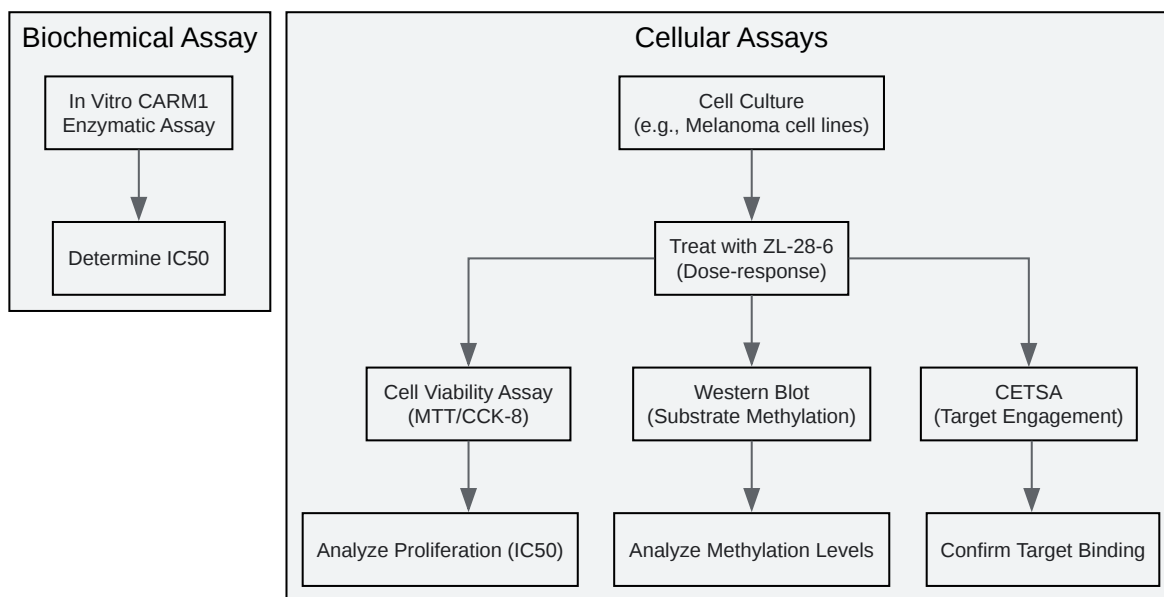 Biochemical Assay
In Vitro CARM1
Enzymatic Assay
Determine IC50
Cellular Assays
Cell Culture
(e.g., Melanoma cell lines)
Treat with ZL-28-6
(Dose-response)
Cell Viability Assay
(MTT/CCK-8)
Western Blot
(Substrate Methylation)
CETSA
(Target Engagement)
Analyze Proliferation (IC50)
Analyze Methylation Levels
Confirm Target Binding